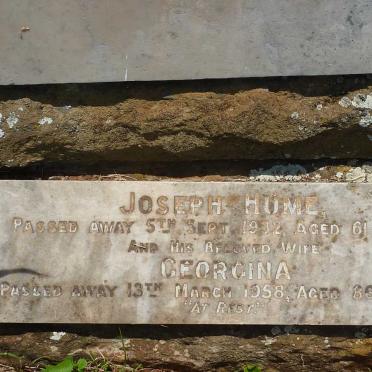 JOSEPH HUME,
PASSED AWAY 5TH SEPT. 1932, AGED 61
AND HIS BELOVED WIFE
GEORGINA
PASSED AWAY 13TH MARCH 1958, AGED
"AT REST"